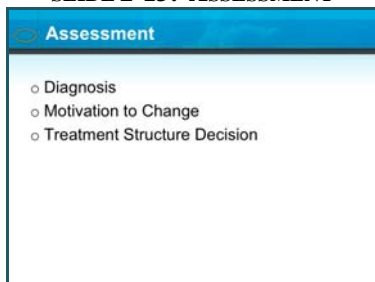 Assessment
Diagnosis
Motivation to Change
Treatment Structure Decision